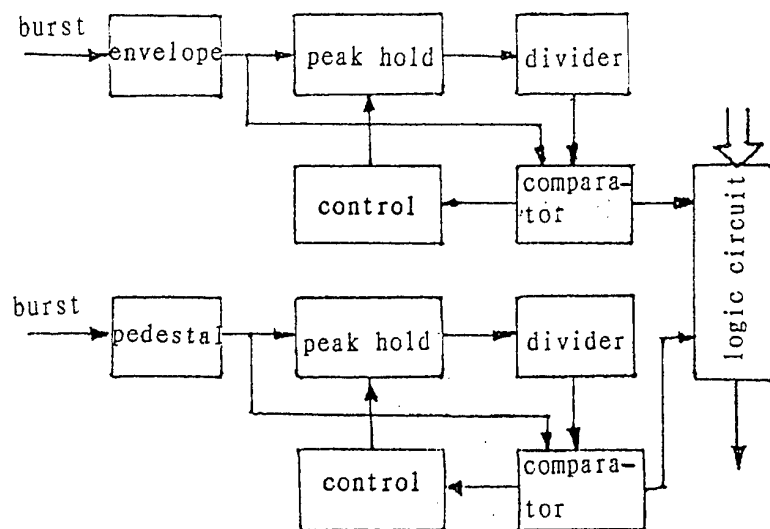 burst
envelope
peak hold
divider
control
compara-
tor
logic circuit
burst
pedestal
peak hold
divider
control
compara-
tor